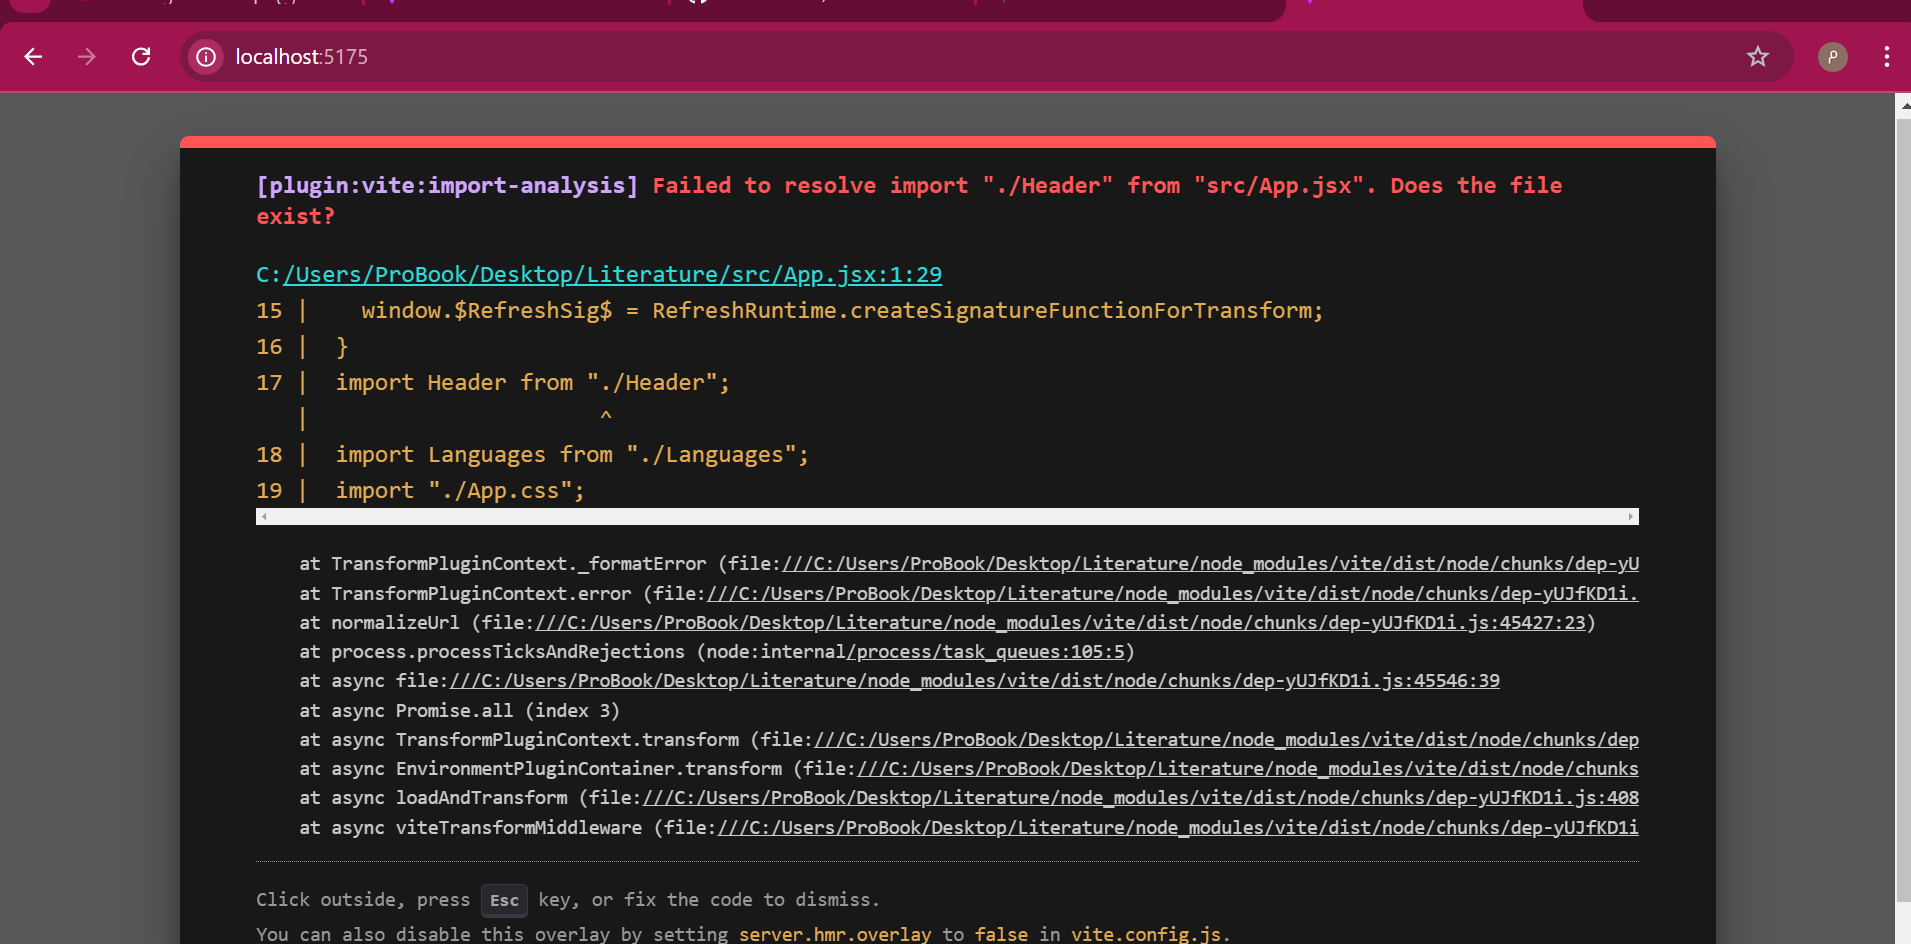 localhost:5175
[plugin:vite:import-analysis] Failed to resolve import "./Header" from "src/App.jsx". Does the file
exist?
C:/Users/ProBook/Desktop/Literature/src/App.jsx:1:29
15 |    window.$RefreshSig$ = RefreshRuntime.createSignatureFunctionForTransform;
16 |  }
17 |  import Header from "./Header";
   |                      ^
18 |  import Languages from "./Languages";
19 |  import "./App.css";
at TransformPluginContext._formatError (file:///C:/Users/ProBook/Desktop/Literature/node_modules/vite/dist/node/chunks/dep-yU
at TransformPluginContext.error (file:///C:/Users/ProBook/Desktop/Literature/node_modules/vite/dist/node/chunks/dep-yUJfKD1i.
at normalizeUrl (file:///C:/Users/ProBook/Desktop/Literature/node_modules/vite/dist/node/chunks/dep-yUJfKD1i.js:45427:23)
at process.processTicksAndRejections (node:internal/process/task_queues:105:5)
at async file:///C:/Users/ProBook/Desktop/Literature/node_modules/vite/dist/node/chunks/dep-yUJfKD1i.js:45546:39
at async Promise.all (index 3)
at async TransformPluginContext.transform (file:///C:/Users/ProBook/Desktop/Literature/node_modules/vite/dist/node/chunks/dep
at async EnvironmentPluginContainer.transform (file:///C:/Users/ProBook/Desktop/Literature/node_modules/vite/dist/node/chunks
at async loadAndTransform (file:///C:/Users/ProBook/Desktop/Literature/node_modules/vite/dist/node/chunks/dep-yUJfKD1i.js:408
at async viteTransformMiddleware (file:///C:/Users/ProBook/Desktop/Literature/node_modules/vite/dist/node/chunks/dep-yUJfKD1i
Click outside, press Esc key, or fix the code to dismiss.
You can also disable this overlay by setting server.hmr.overlay to false in vite.config.js.